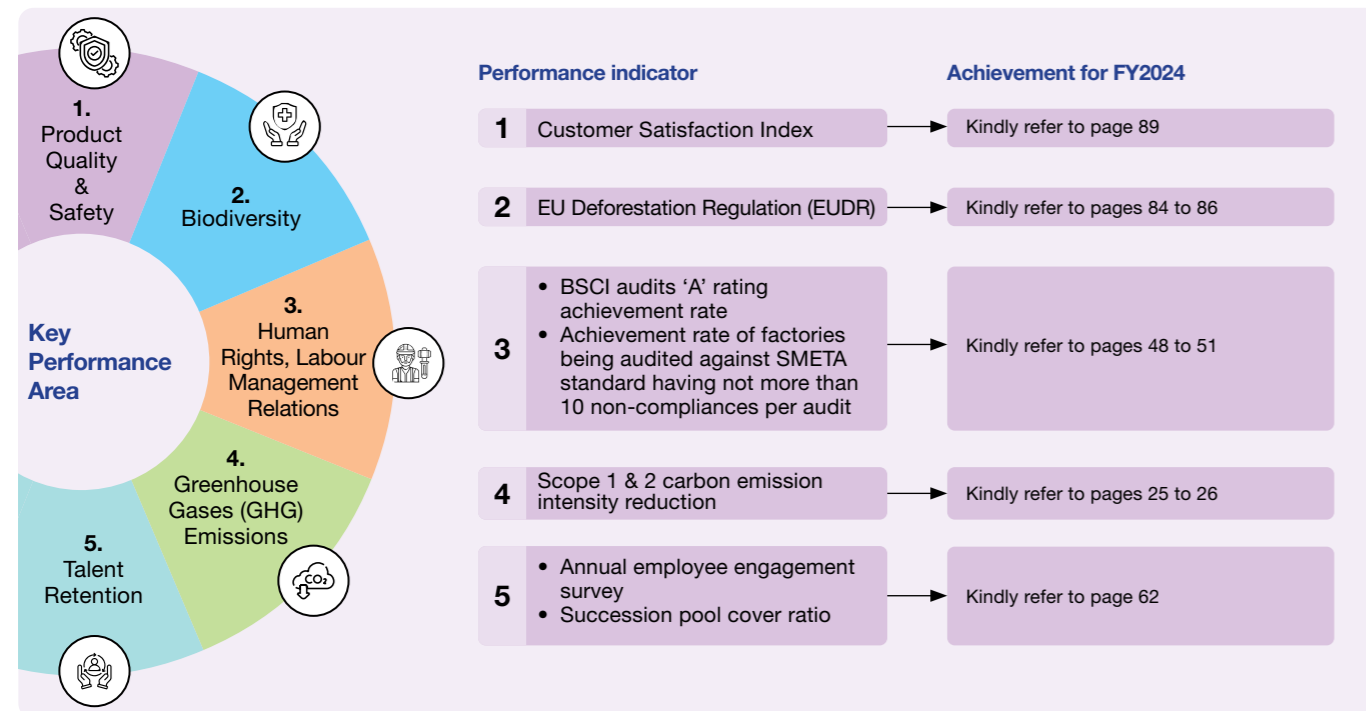 1.
Product
Quality
&
Safety
2.
Biodiversity
3.
Human
Rights, Labour
Management
Relations
4.
Greenhouse
Gases (GHG)
Emissions
5.
Talent
Retention
Key
Performance
Area
CO₂
Performance indicator
Achievement for FY2024
1 Customer Satisfaction Index
Kindly refer to page 89
2 EU Deforestation Regulation (EUDR)
Kindly refer to pages 84 to 86
3
• BSCI audits ‘A’ rating
achievement rate
• Achievement rate of factories
being audited against SMETA
standard having not more than
10 non-compliances per audit
Kindly refer to pages 48 to 51
4
Scope 1 & 2 carbon emission
intensity reduction
Kindly refer to pages 25 to 26
5
• Annual employee engagement
survey
• Succession pool cover ratio
Kindly refer to page 62